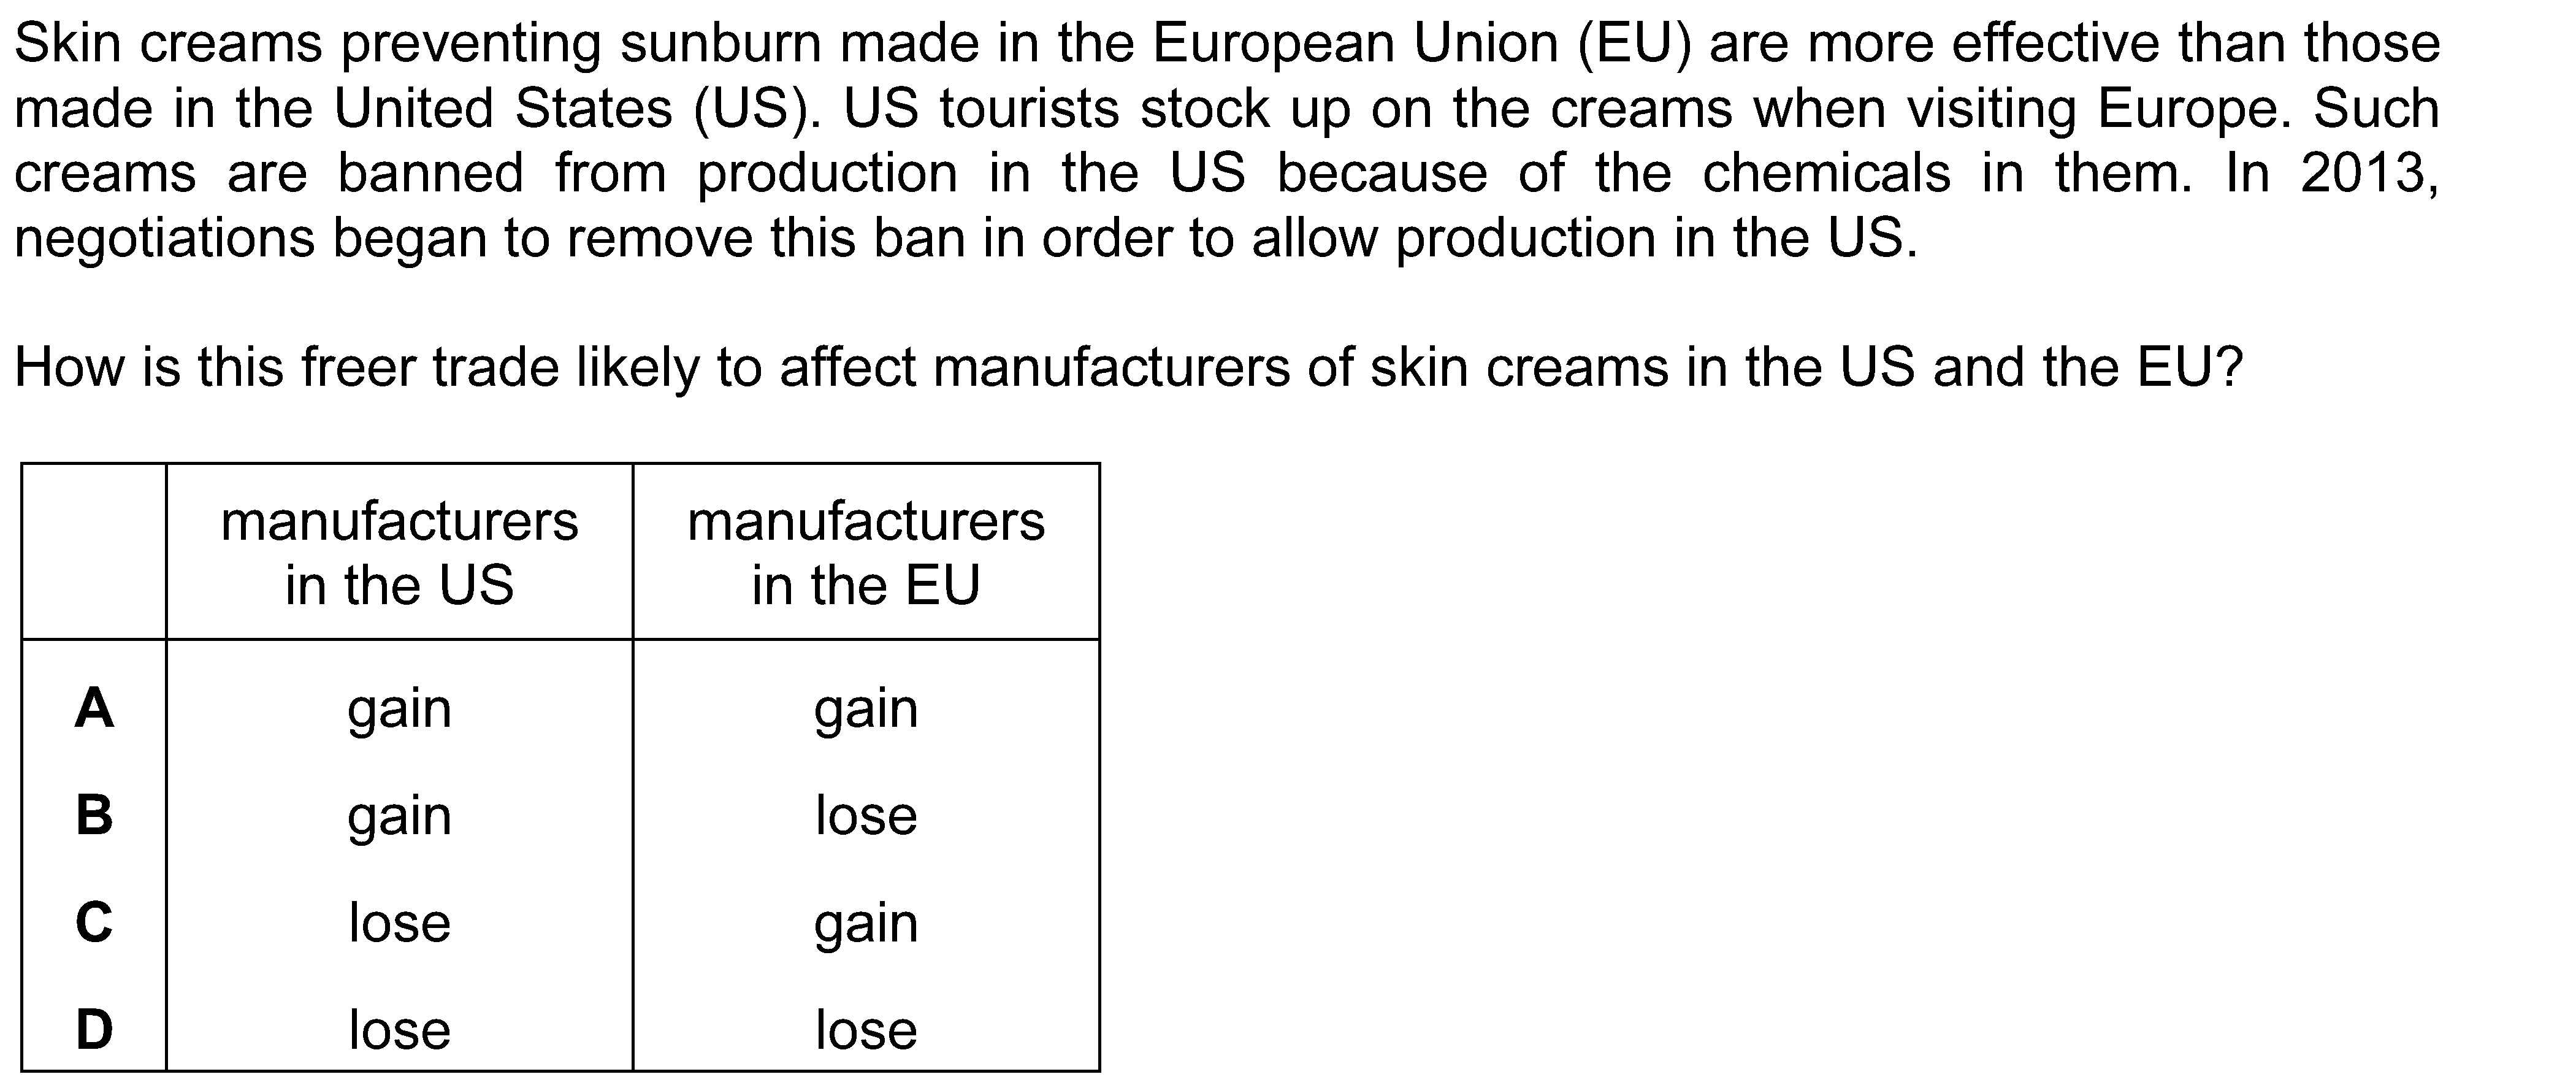 Skin creams preventing sunburn made in the European Union (EU) are more effective than those
made in the United States (US). US tourists stock up on the creams when visiting Europe. Such
creams are banned from production in the US because of the chemicals in them. In 2013,
negotiations began to remove this ban in order to allow production in the US.
How is this freer trade likely to affect manufacturers of skin creams in the US and the EU?
manufacturers manufacturers
in the US in the EU
A gain gain
B gain lose
C lose gain
D lose lose